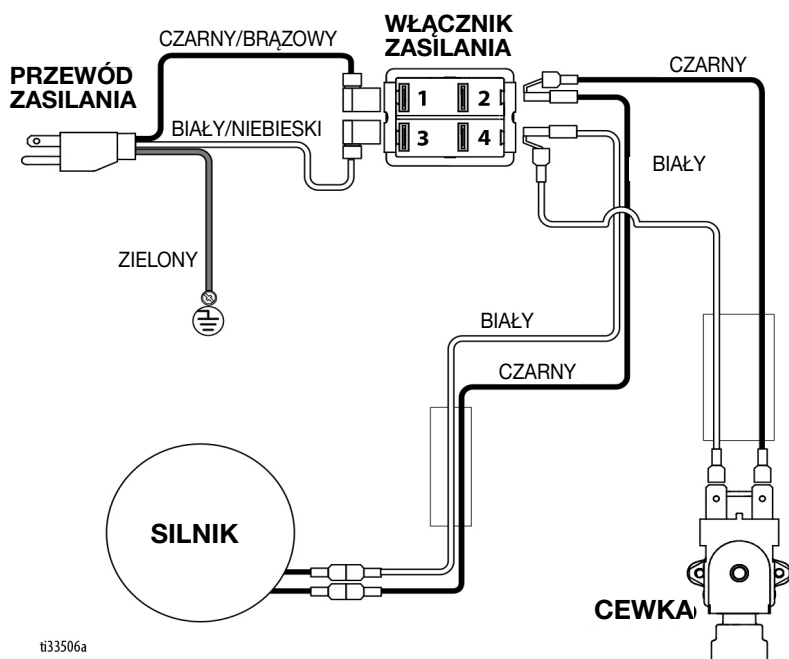 CZARNY/BRĄZOWY
WŁĄCZNIK
ZASILANIA
CZARNY
PRZEWÓD
ZASILANIA
1
2
BIAŁY/NIEBIESKI
3
4
BIAŁY
ZIELONY
BIAŁY
CZARNY
SILNIK
CEWKA
ti33506a